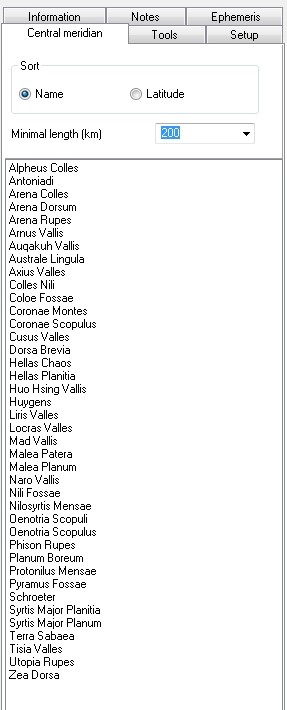 Information Notes Ephemeris
Central meridian Tools Setup
Sort
Name Latitude
Minimal length (km) 200
Alpheus Colles
Antoniadi
Arena Colles
Arena Dorsum
Arena Rupes
Arnus Vallis
Auqakuh Vallis
Australe Lingula
Axius Valles
Colles Nili
Coloe Fossae
Coronae Montes
Coronae Scopulus
Cusus Valles
Dorsa Brevia
Hellas Chaos
Hellas Planitia
Huo Hsing Vallis
Huygens
Liris Valles
Locras Valles
Mad Vallis
Malea Patera
Malea Planum
Naro Vallis
Nili Fossae
Nilosyrtis Mensae
Oenotria Scopuli
Oenotria Scopulus
Phison Rupes
Planum Boreum
Protonilus Mensae
Pyramus Fossae
Schroeter
Syrtis Major Planitia
Syrtis Major Planum
Terra Sabaea
Tisia Valles
Utopia Rupes
Zea Dorsa